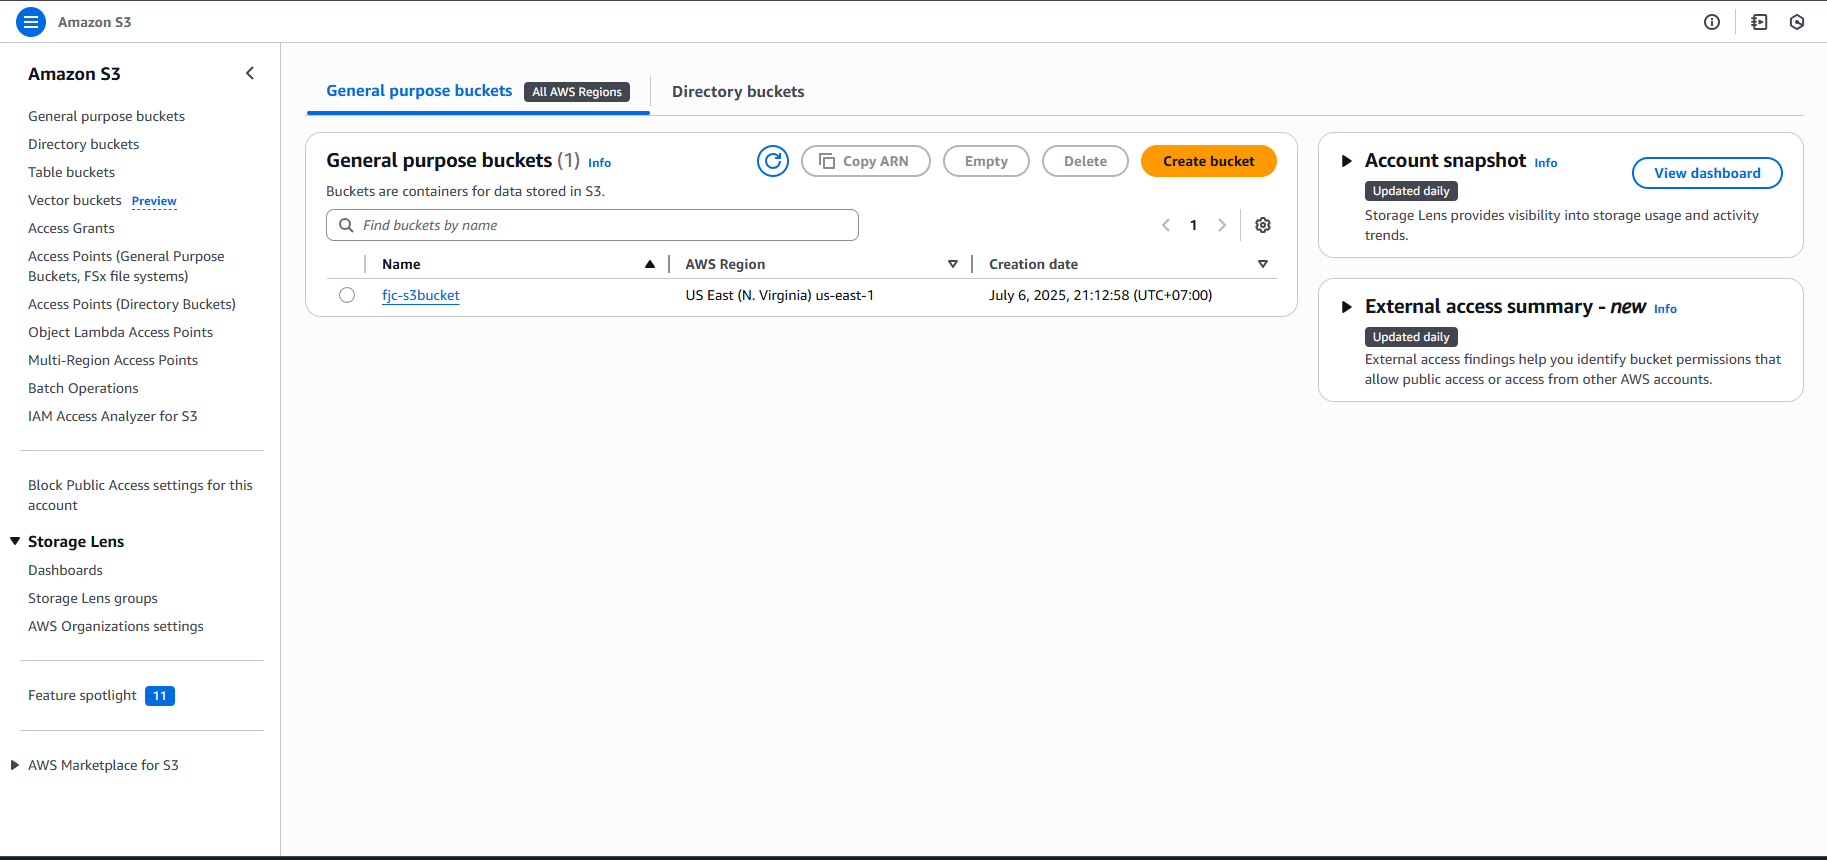 Amazon S3
Amazon S3
General purpose buckets
Directory buckets
Table buckets
Vector buckets Preview
Access Grants
Access Points (General Purpose
Buckets, FSx file systems)
Access Points (Directory Buckets)
Object Lambda Access Points
Multi-Region Access Points
Batch Operations
IAM Access Analyzer for S3
Block Public Access settings for this
account
Storage Lens
Dashboards
Storage Lens groups
AWS Organizations settings
Feature spotlight 11
AWS Marketplace for S3
General purpose buckets All AWS Regions Directory buckets
General purpose buckets (1) Info Copy ARN Empty Delete Create bucket
Buckets are containers for data stored in S3.
Find buckets by name 1
Name AWS Region Creation date
fjc-s3bucket US East (N. Virginia) us-east-1 July 6, 2025, 21:12:58 (UTC+07:00)
Account snapshot Info View dashboard
Updated daily
Storage Lens provides visibility into storage usage and activity
trends.
External access summary - new Info
Updated daily
External access findings help you identify bucket permissions that
allow public access or access from other AWS accounts.